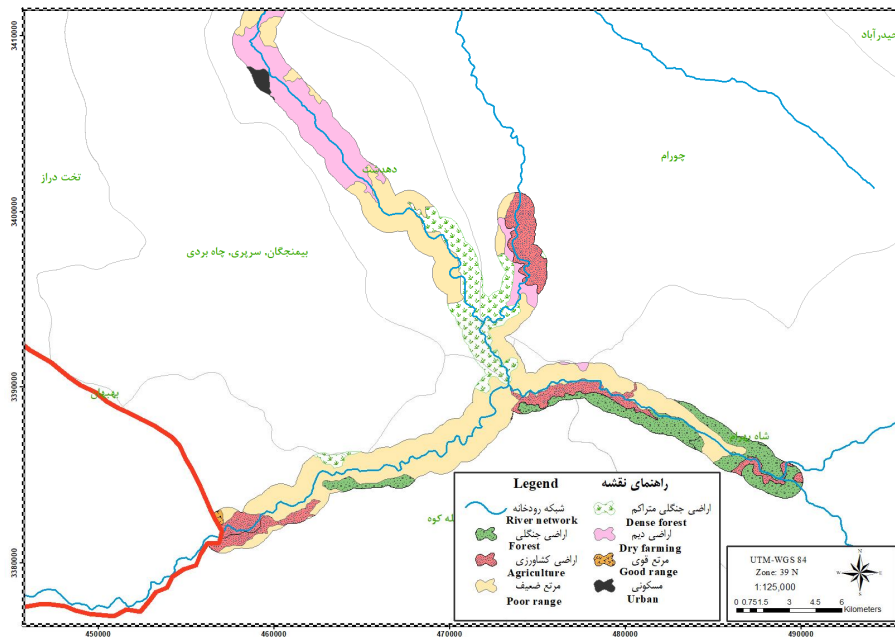 3410000
حیدرآباد
چورام
دهدشت
تخت دراز
3400000
بیمنجگان، سرپری، چاه بردی
3390000
بهبهان
3380000
Legend راهنمای نقشه
شبکه رودخانه اراضی جنگلی متراکم
River network Dense forest
اراضی جنگلی اراضی دیم
Forest Dry farming
اراضی کشاورزی مرتع قوی
Agriculture Good range
مرتع ضعیف مسکونی
Poor range Urban
UTM-WGS 84
Zone: 39 N
1:125,000
N
W E
S
0 0.75 1.5 3 4.5 6
Kilometers
450000 460000 470000 480000 490000